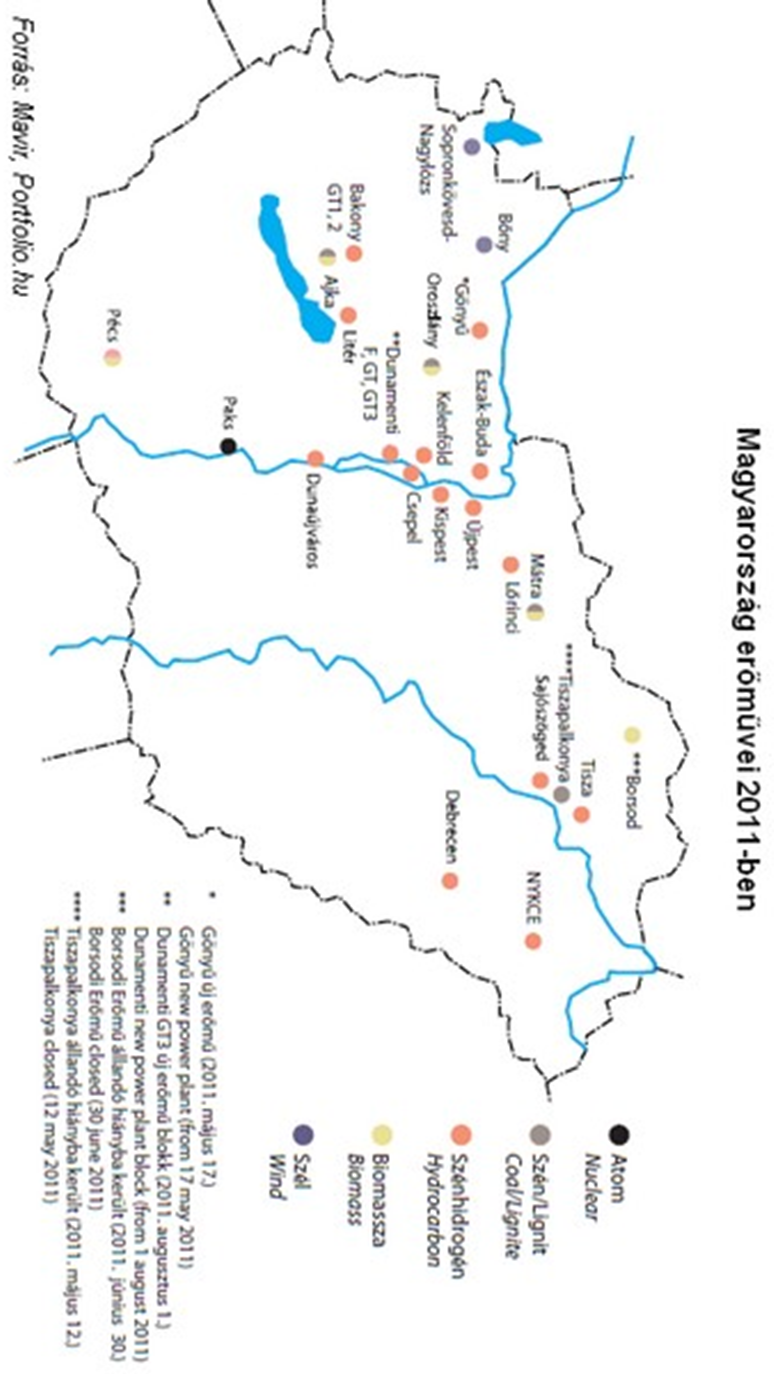 Magyarország erőművei 2011-ben
***Borsod
Tisza
****Tiszapalkonya
Sajószöged
NYKCE
Debrecen
Mátra
Lőrinci
Bőny
Sopronkövesd-
Nagylózs
*Gönyű
Oroszlány
Észak-Buda
Újpest
Kelenföld
Kispest
Csepel
**Dunamenti
F, GT, GT3
Bakony
GT1, 2
Ajka
Litér
Dunaújváros
Paks
Pécs
Atom
Nuclear
Szén/Lignit
Coal/Lignite
Szénhidrogén
Hydrocarbon
Biomassza
Biomass
Szél
Wind
* Gönyű új erőmű (2011. május 17.)
Gönyű new power plant (from 17 may 2011)
** Dunamenti GT3 új erőmű blokk (2011. augusztus 1.)
Dunamenti new power plant block (from 1 august 2011)
*** Borsodi Erőmű állandó hiányba került (2011. június 30.)
Borsodi Erőmű closed (30 june 2011)
**** Tiszapalkonya állandó hiányba került (2011. május 12.)
Tiszapalkonya closed (12 may 2011)
Forrás: Mavir, Portfolio.hu